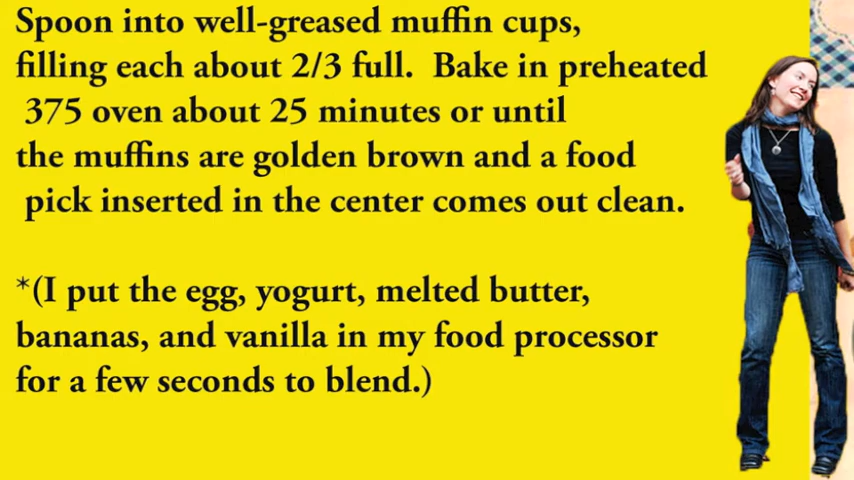 Spoon into well-greased muffin cups,
filling each about 2/3 full. Bake in preheated
375 oven about 25 minutes or until
the muffins are golden brown and a food
pick inserted in the center comes out clean.
*(I put the egg, yogurt, melted butter,
bananas, and vanilla in my food processor
for a few seconds to blend.)